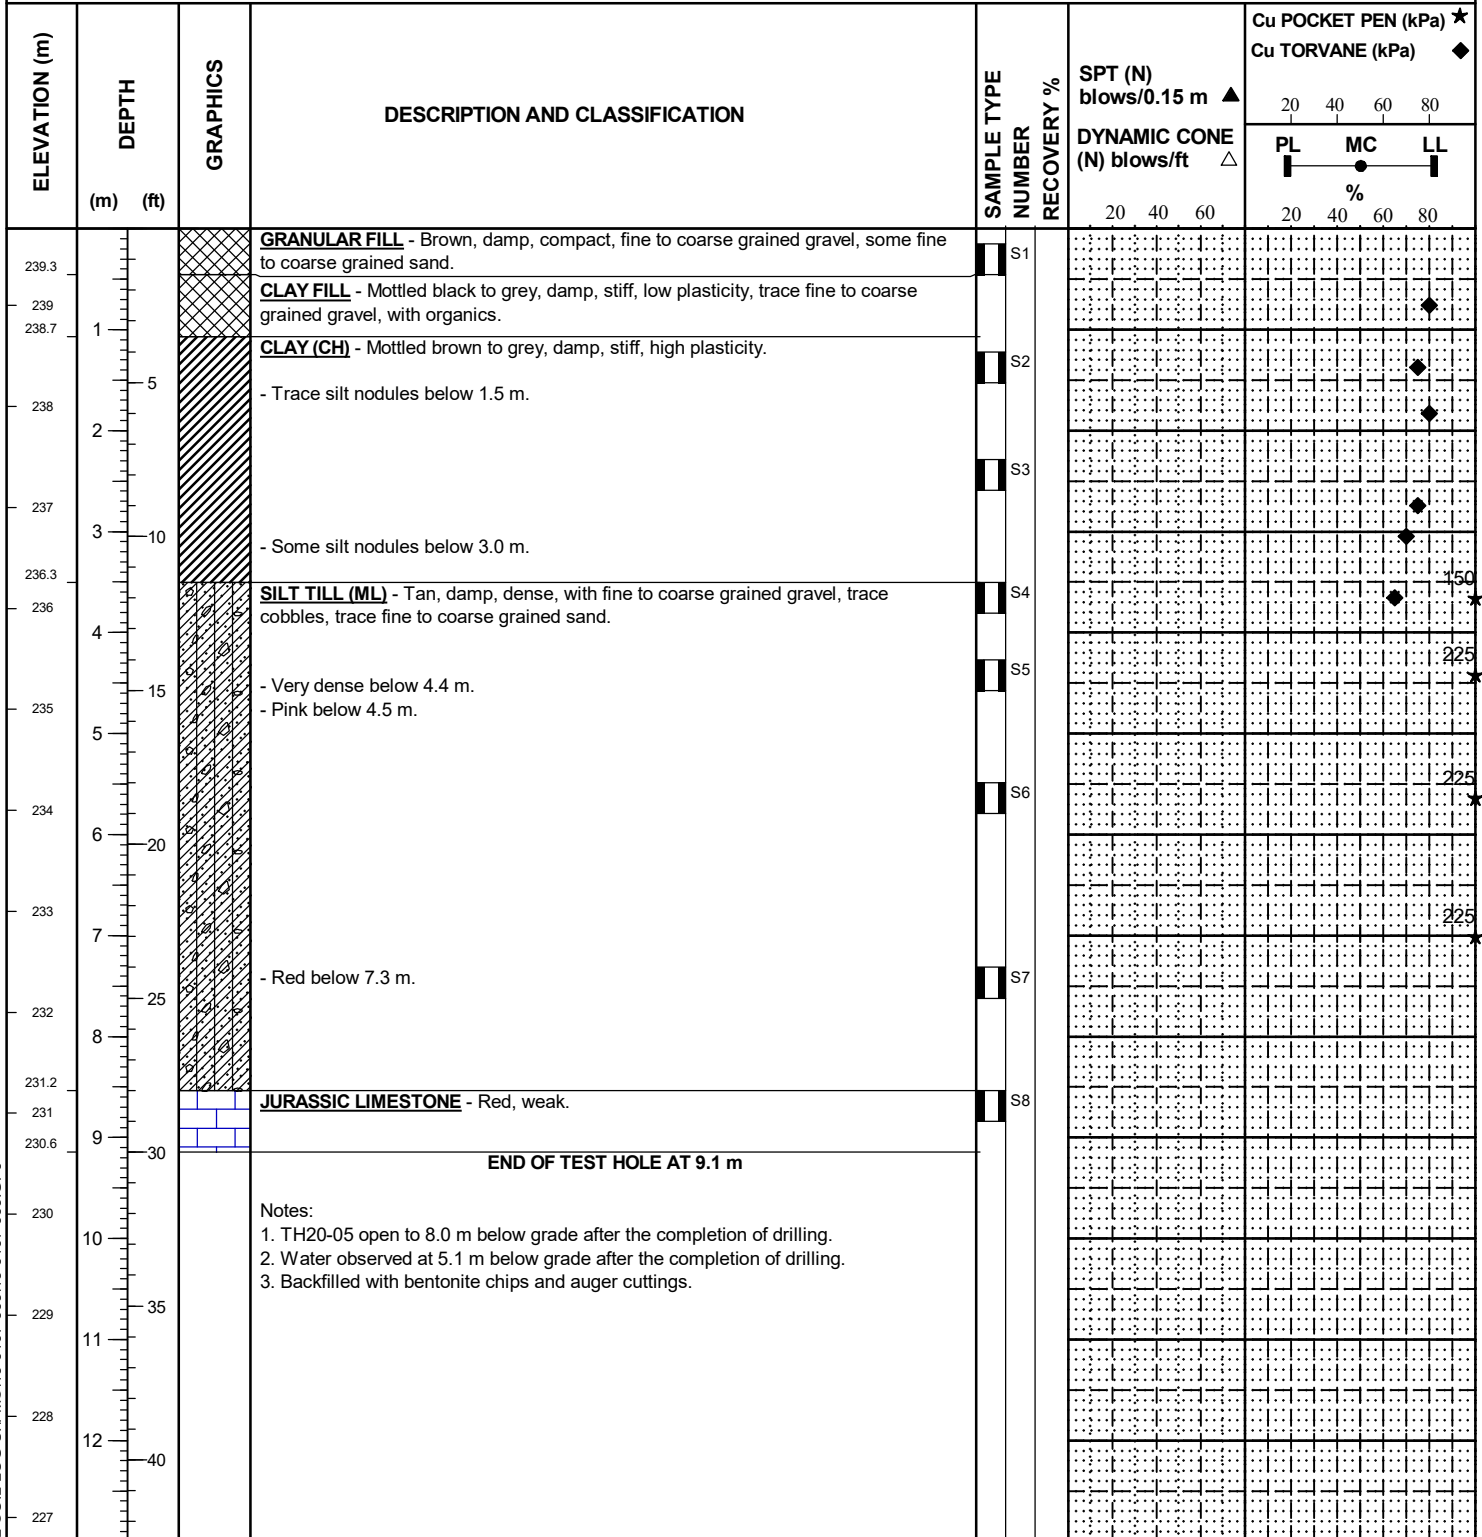 Cu POCKET PEN (kPa) ★
Cu TORVANE (kPa) ◆
20 40 60 80
ELEVATION (m)
DEPTH
(m) (ft)
GRAPHICS
DESCRIPTION AND CLASSIFICATION
SAMPLE TYPE
NUMBER
RECOVERY %
SPT (N)
blows/0.15 m ▲
DYNAMIC CONE
(N) blows/ft △
20 40 60
PL MC LL
%
20 40 60 80
GRANULAR FILL - Brown, damp, compact, fine to coarse grained gravel, some fine
to coarse grained sand.
S1
239.3
CLAY FILL - Mottled black to grey, damp, stiff, low plasticity, trace fine to coarse
grained gravel, with organics.
239
238.7
1
CLAY (CH) - Mottled brown to grey, damp, stiff, high plasticity.
S2
5
- Trace silt nodules below 1.5 m.
238
2
S3
237
3
10
- Some silt nodules below 3.0 m.
236.3
150
SILT TILL (ML) - Tan, damp, dense, with fine to coarse grained gravel, trace
cobbles, trace fine to coarse grained sand.
S4
236
4
225
S5
- Very dense below 4.4 m.
15
- Pink below 4.5 m.
235
5
225
S6
234
6
20
233
225
7
- Red below 7.3 m.
S7
25
232
8
231.2
JURASSIC LIMESTONE - Red, weak.
S8
231
9
230.6
30
END OF TEST HOLE AT 9.1 m
Notes:
230
1. TH20-05 open to 8.0 m below grade after the completion of drilling.
10
2. Water observed at 5.1 m below grade after the completion of drilling.
3. Backfilled with bentonite chips and auger cuttings.
35
229
11
228
12
40
227